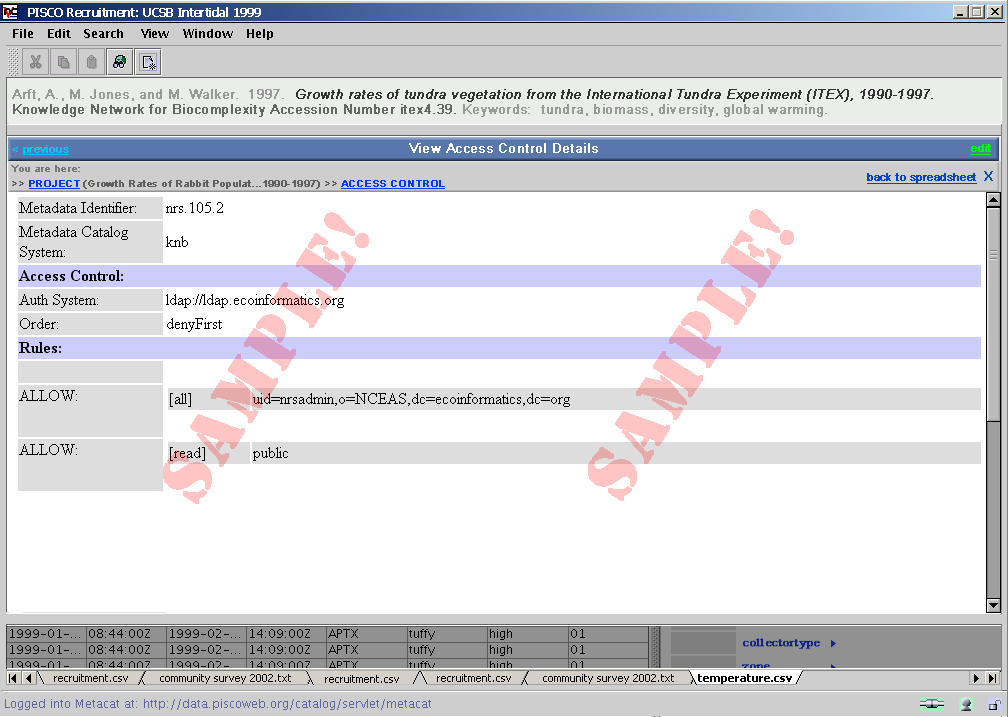 PISCO Recruitment: UCSB Intertidal 1999
File Edit Search View Window Help
Arft, A., M. Jones, and M. Walker. 1997. Growth rates of tundra vegetation from the International Tundra Experiment (ITEX), 1990-1997.
Knowledge Network for Biocomplexity Accession Number itex4.39. Keywords: tundra, biomass, diversity, global warming.
< previous View Access Control Details edit
You are here:
>> PROJECT (Growth Rates of Rabbit Populat...1990-1997) >> ACCESS CONTROL back to spreadsheet X
Metadata Identifier: nrs.105.2
Metadata Catalog
System: knb
Access Control:
Auth System: ldap://ldap.ecoinformatics.org
Order: denyFirst
Rules:
ALLOW: [all] uid=nrsadmin,o=NCEAS,dc=ecoinformatics,dc=org
ALLOW: [read] public
SAMPLE!
SAMPLE!
1999-01-... 08:44:00Z 1999-02-... 14:09:00Z APTX tuffy high 01
1999-01-... 08:44:00Z 1999-02-... 14:09:00Z APTX tuffy high 01
1999-01-... 08:44:00Z 1999-02-... 14:09:00Z APTX tuffy high 01
collectortype
zone
recruitment.csv community survey 2002.txt recruitment.csv recruitment.csv community survey 2002.txt temperature.csv
Logged into Metacat at: http://data.piscoweb.org/catalog/servlet/metacat